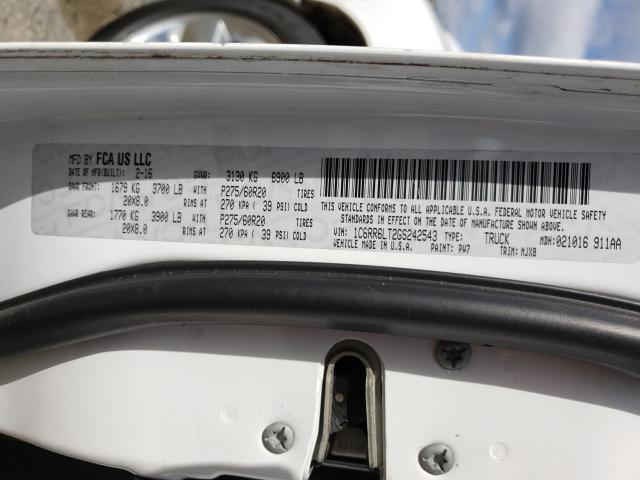 MFD BY FCA US LLC
DATE OF MFR(BUILT): 2-16 GVWR: 3130 KG 6900 LB
GAWR FRONT: 1679 KG 3700 LB WITH P275/60R20 TIRES
20X8.0 RIMS AT 270 KPA ( 39 PSI) COLD
GAWR REAR: 1770 KG 3900 LB WITH P275/60R20 TIRES
20X8.0 RIMS AT 270 KPA ( 39 PSI) COLD
THIS VEHICLE CONFORMS TO ALL APPLICABLE U.S.A. FEDERAL MOTOR VEHICLE SAFETY
STANDARDS IN EFFECT ON THE DATE OF MANUFACTURE SHOWN ABOVE.
VIN: 1C6RR6LT2GS242543 TYPE: TRUCK MDH: 021016 911AA
VEHICLE MADE IN U.S.A. PAINT: PW7 TRIM: MJX8